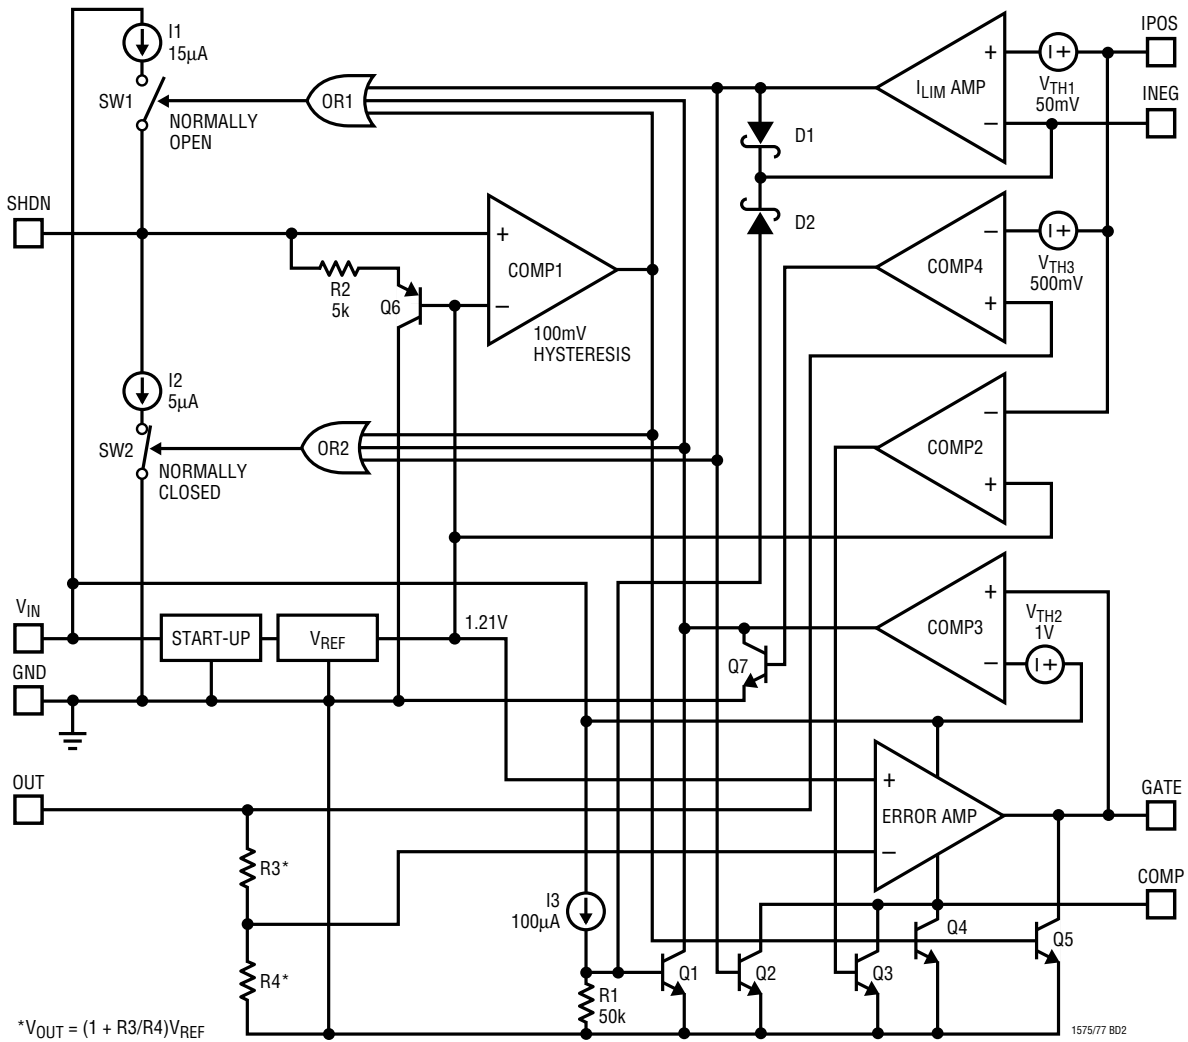 I1
15µA
SW1
NORMALLY
OPEN
OR1
ILIM AMP
+
−
+
VTH1
50mV
IPOS
INEG
D1
D2
SHDN
R2
5k
Q6
+
COMP1
−
100mV
HYSTERESIS
−
COMP4
+
+
VTH3
500mV
I2
5µA
SW2
NORMALLY
CLOSED
OR2
−
COMP2
+
VIN
START-UP
VREF
1.21V
GND
Q7
+
COMP3
−
VTH2
1V
+
OUT
+
ERROR AMP
−
GATE
COMP
R3*
R4*
I3
100µA
R1
50k
Q1
Q2
Q3
Q4
Q5
*VOUT = (1 + R3/R4)VREF
1575/77 BD2